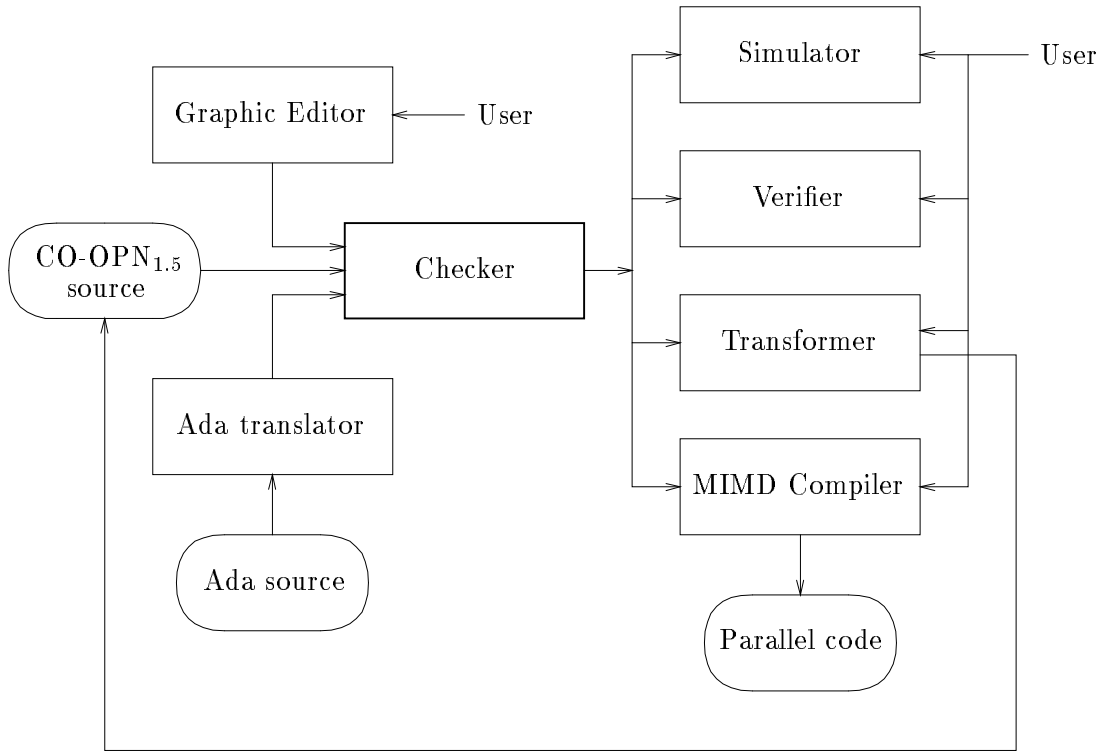 Simulator
User
Graphic Editor
User
Verifier
CO-OPN1.5
source
Checker
Transformer
Ada translator
MIMD Compiler
Ada source
Parallel code